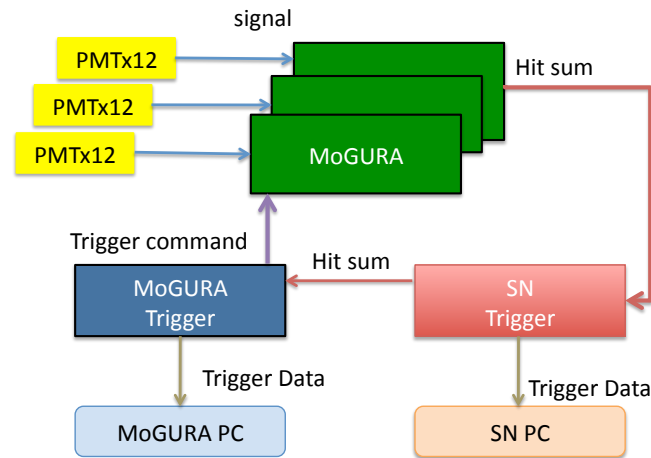 signal
PMTx12
Hit sum
PMTx12
PMTx12
MoGURA
Trigger command
Hit sum
MoGURA
Trigger
SN
Trigger
Trigger Data
Trigger Data
MoGURA PC
SN PC